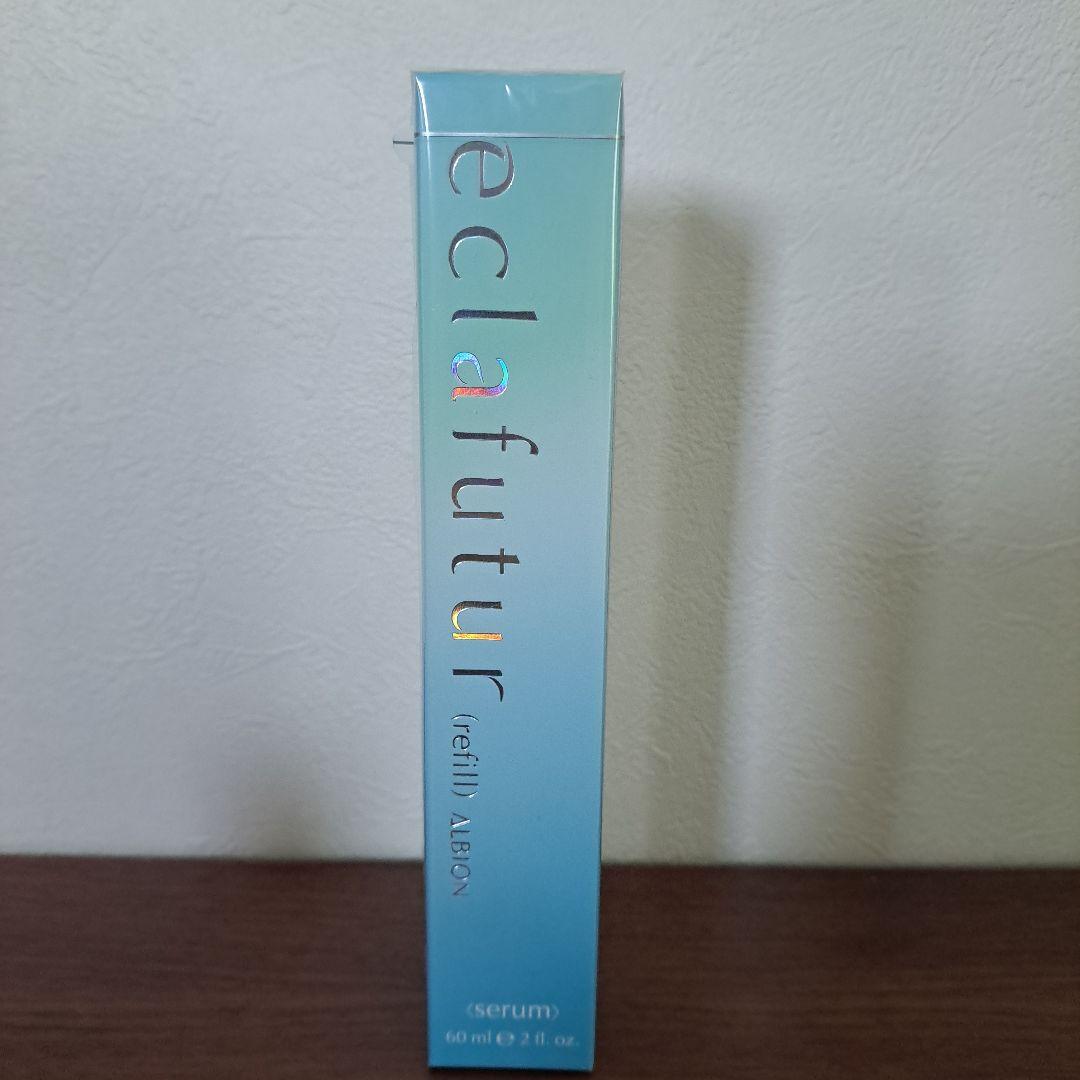 eclafutur (refill) ALBION
〈serum〉
60 ml ℮ 2 fl. oz.